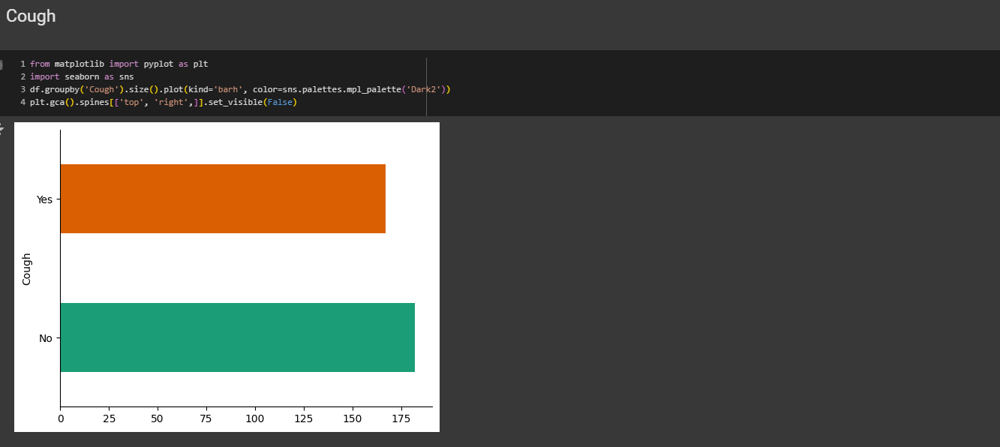 Cough
1 from matplotlib import pyplot as plt
2 import seaborn as sns
3 df.groupby('Cough').size().plot(kind='barh', color=sns.palettes.mpl_palette('Dark2'))
4 plt.gca().spines[['top', 'right',]].set_visible(False)
Yes
Cough
No
0 25 50 75 100 125 150 175